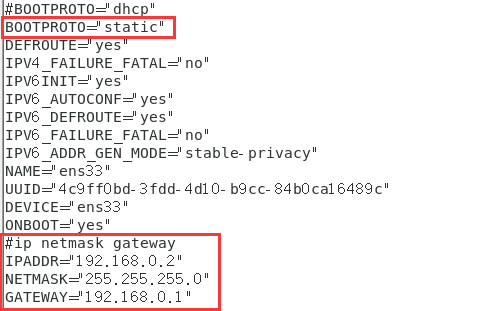 #BOOTPROTO="dhcp"
BOOTPROTO="static"
DEFROUTE="yes"
IPV4_FAILURE_FATAL="no"
IPV6INIT="yes"
IPV6_AUTOCONF="yes"
IPV6_DEFROUTE="yes"
IPV6_FAILURE_FATAL="no"
IPV6_ADDR_GEN_MODE="stable-privacy"
NAME="ens33"
UUID="4c9ff0bd-3fdd-4d10-b9cc-84b0ca16489c"
DEVICE="ens33"
ONBOOT="yes"
#ip netmask gateway
IPADDR="192.168.0.2"
NETMASK="255.255.255.0"
GATEWAY="192.168.0.1"